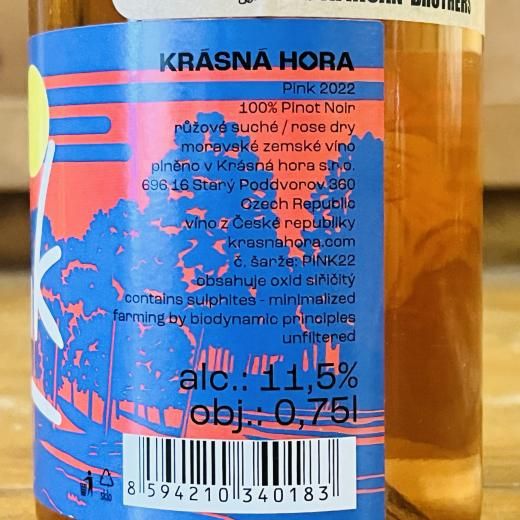 BROTHERS
KRÁSNÁ HORA
Pink 2022
100% Pinot Noir
růžové suché / rose dry
moravské zemské víno
plněno v Krásná hora s.r.o.
696 16 Starý Poddvorov 360
Czech Republic
víno z České republiky
krasnahora.com
č. šarže: PINK22
obsahuje oxid siřičitý
contains sulphites - minimalized
farming by biodynamic principles
unfiltered
k
alc.: 11,5%
obj.: 0,75l
sklo
8 594210 340183